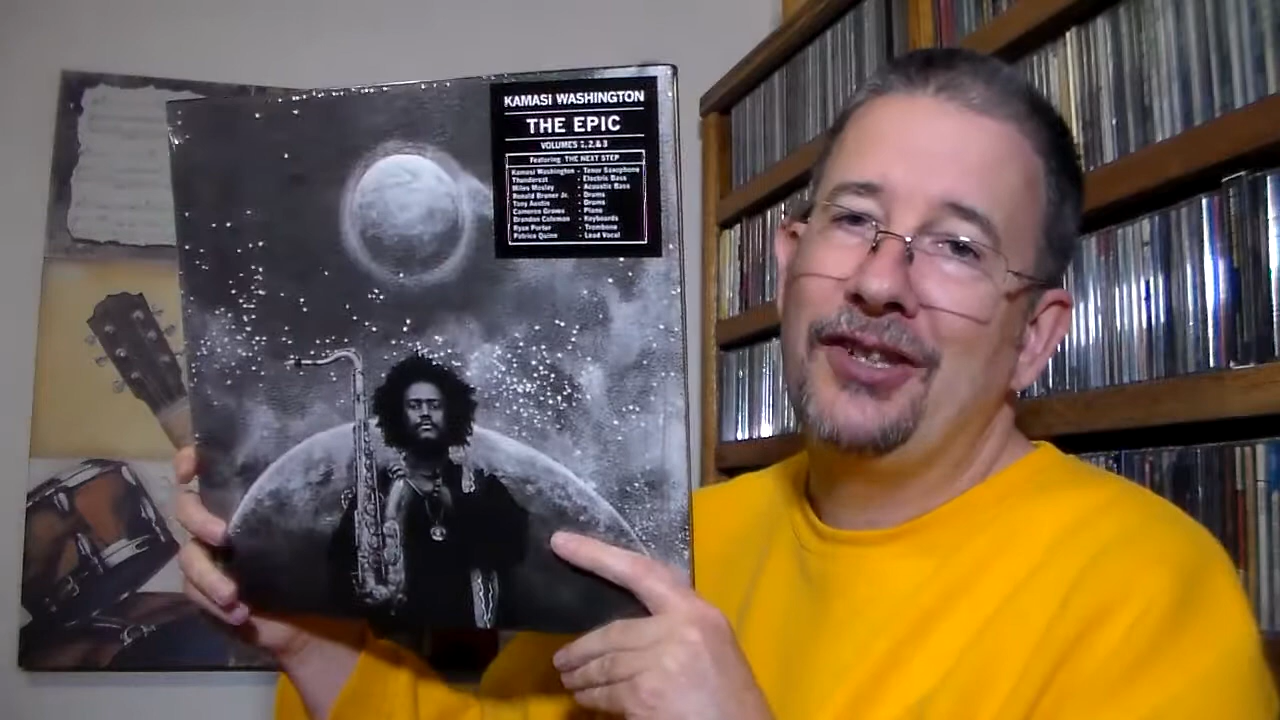 KAMASI WASHINGTON
THE EPIC
VOLUMES 1, 2, & 3
Featuring THE NEXT STEP
Kamasi Washington - Tenor Saxophone
Thundercat - Electric Bass
Miles Mosley - Acoustic Bass
Ronald Bruner Jr. - Drums
Tony Austin - Drums
Cameron Graves - Piano
Brandon Coleman - Keyboards
Ryan Porter - Trombone
Patrice Quinn - Lead Vocal